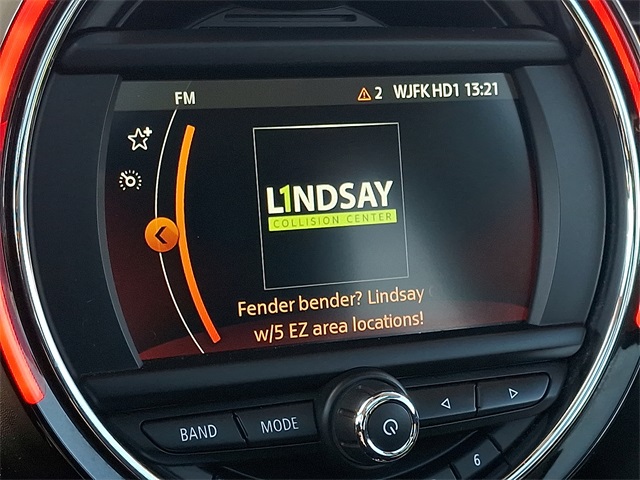 FM
2 WJFK HD1 13:21
L1NDSAY
COLLISION CENTER
Fender bender? Lindsay
w/5 EZ area locations!
BAND MODE
6